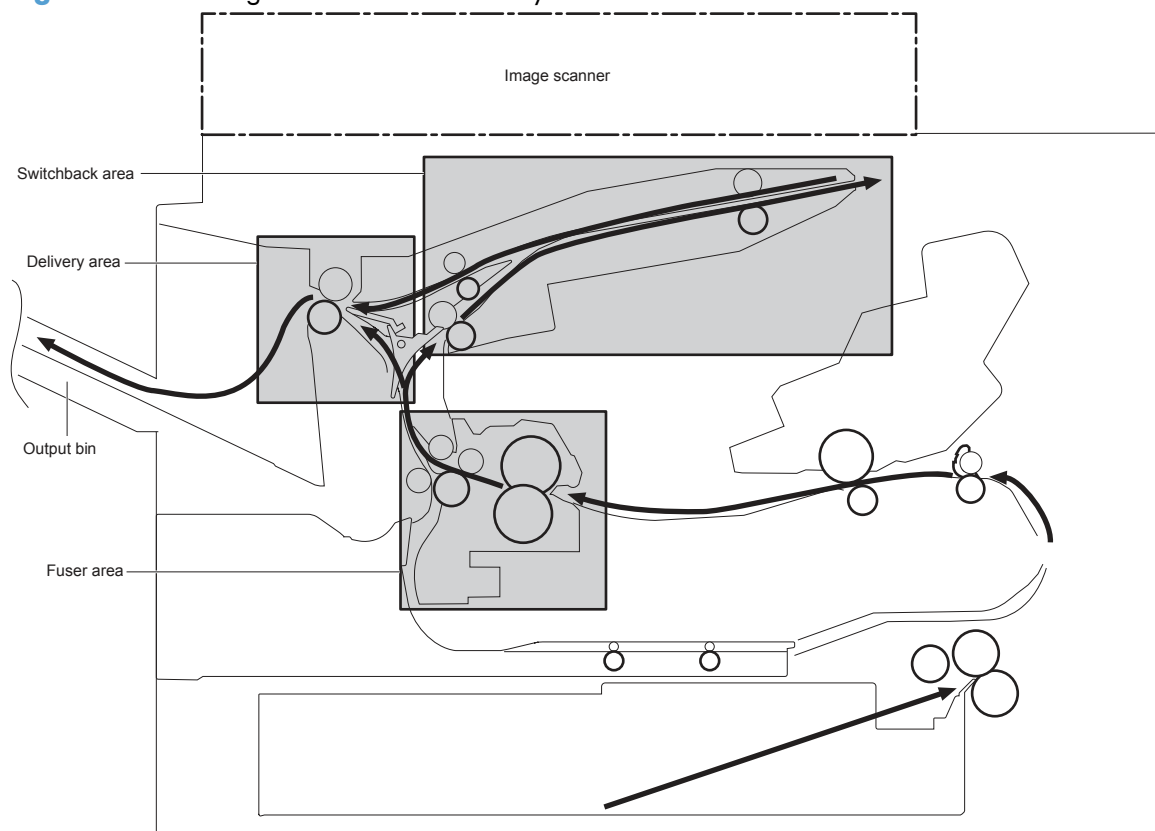 Image scanner
Switchback area
Delivery area
Output bin
Fuser area